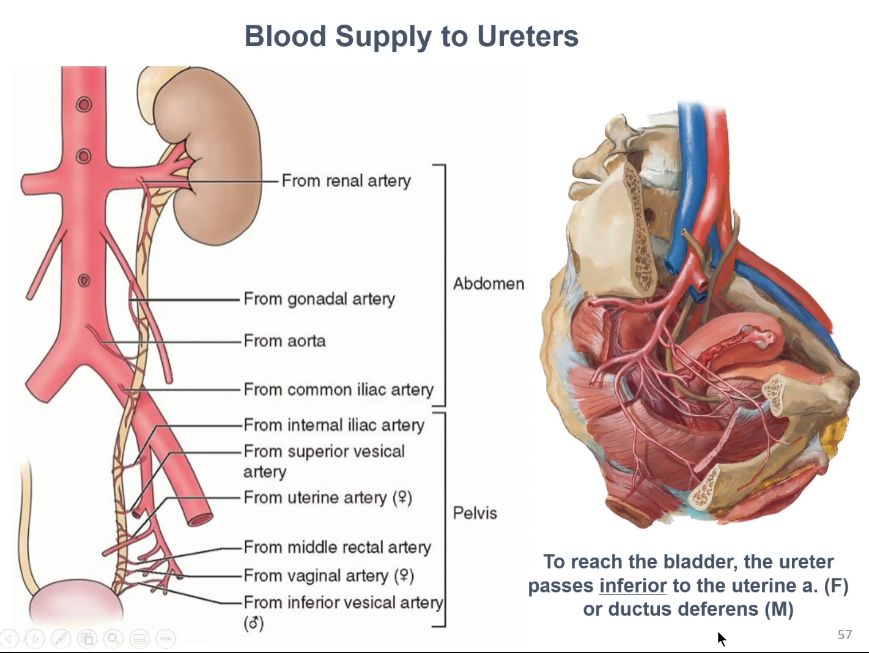 Blood Supply to Ureters
From renal artery
From gonadal artery
Abdomen
From aorta
From common iliac artery
From internal iliac artery
From superior vesical
artery
From uterine artery (♀)
Pelvis
From middle rectal artery
From vaginal artery (♀)
From inferior vesical artery
(♂)
To reach the bladder, the ureter
passes inferior to the uterine a. (F)
or ductus deferens (M)
57